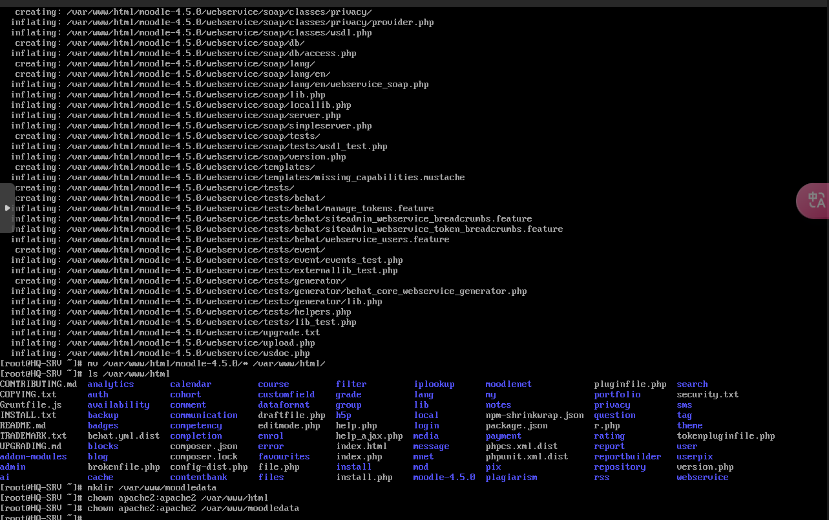 creating: /var/www/html/moodle-4.5.0/webservice/soap/classes/privacy/
inflating: /var/www/html/moodle-4.5.0/webservice/soap/classes/privacy/provider.php
inflating: /var/www/html/moodle-4.5.0/webservice/soap/classes/wsdl.php
creating: /var/www/html/moodle-4.5.0/webservice/soap/db/
inflating: /var/www/html/moodle-4.5.0/webservice/soap/db/access.php
creating: /var/www/html/moodle-4.5.0/webservice/soap/lang/
creating: /var/www/html/moodle-4.5.0/webservice/soap/lang/en/
inflating: /var/www/html/moodle-4.5.0/webservice/soap/lang/en/webservice_soap.php
inflating: /var/www/html/moodle-4.5.0/webservice/soap/lib.php
inflating: /var/www/html/moodle-4.5.0/webservice/soap/locallib.php
inflating: /var/www/html/moodle-4.5.0/webservice/soap/server.php
inflating: /var/www/html/moodle-4.5.0/webservice/soap/simpleserver.php
creating: /var/www/html/moodle-4.5.0/webservice/soap/tests/
inflating: /var/www/html/moodle-4.5.0/webservice/soap/tests/wsdl_test.php
inflating: /var/www/html/moodle-4.5.0/webservice/soap/version.php
creating: /var/www/html/moodle-4.5.0/webservice/templates/
inflating: /var/www/html/moodle-4.5.0/webservice/templates/missing_capabilities.mustache
creating: /var/www/html/moodle-4.5.0/webservice/tests/
creating: /var/www/html/moodle-4.5.0/webservice/tests/behat/
inflating: /var/www/html/moodle-4.5.0/webservice/tests/behat/manage_tokens.feature
inflating: /var/www/html/moodle-4.5.0/webservice/tests/behat/siteadmin_webservice_breadcrumbs.feature
inflating: /var/www/html/moodle-4.5.0/webservice/tests/behat/siteadmin_webservice_token_breadcrumbs.feature
inflating: /var/www/html/moodle-4.5.0/webservice/tests/behat/webservice_users.feature
creating: /var/www/html/moodle-4.5.0/webservice/tests/event/
inflating: /var/www/html/moodle-4.5.0/webservice/tests/event/events_test.php
inflating: /var/www/html/moodle-4.5.0/webservice/tests/externallib_test.php
creating: /var/www/html/moodle-4.5.0/webservice/tests/generator/
inflating: /var/www/html/moodle-4.5.0/webservice/tests/generator/behat_core_webservice_generator.php
inflating: /var/www/html/moodle-4.5.0/webservice/tests/generator/lib.php
inflating: /var/www/html/moodle-4.5.0/webservice/tests/helpers.php
inflating: /var/www/html/moodle-4.5.0/webservice/tests/lib_test.php
inflating: /var/www/html/moodle-4.5.0/webservice/upgrade.txt
inflating: /var/www/html/moodle-4.5.0/webservice/upload.php
inflating: /var/www/html/moodle-4.5.0/webservice/wsdoc.php
[root@HQ-SRV ~]# mv /var/www/html/moodle-4.5.0/* /var/www/html/
[root@HQ-SRV ~]# ls /var/www/html
CONTRIBUTING.md analytics calendar course filter iplookup moodlenet pluginfile.php search
COPYING.txt auth cohort customfield grade lang my portfolio security.txt
Gruntfile.js availability comment dataformat group lib notes privacy sms
INSTALL.txt backup communication draftfile.php h5p local npm-shrinkwrap.json question tag
README.md badges competency editmode.php help.php login package.json r.php theme
TRADEMARK.txt behat.yml.dist completion enrol help_ajax.php media payment rating tokenpluginfile.php
UPGRADING.md blocks composer.json error index.html message phpcs.xml.dist report user
addon-modules blog composer.lock favourites index.php mnet phpunit.xml.dist reportbuilder userpix
admin brokenfile.php config-dist.php file.php install mod pix repository version.php
ai cache contentbank files install.php moodle-4.5.0 plagiarism rss webservice
[root@HQ-SRV ~]# mkdir /var/www/moodledata
[root@HQ-SRV ~]# chown apache2:apache2 /var/www/html
[root@HQ-SRV ~]# chown apache2:apache2 /var/www/moodledata
[root@HQ-SRV ~]#